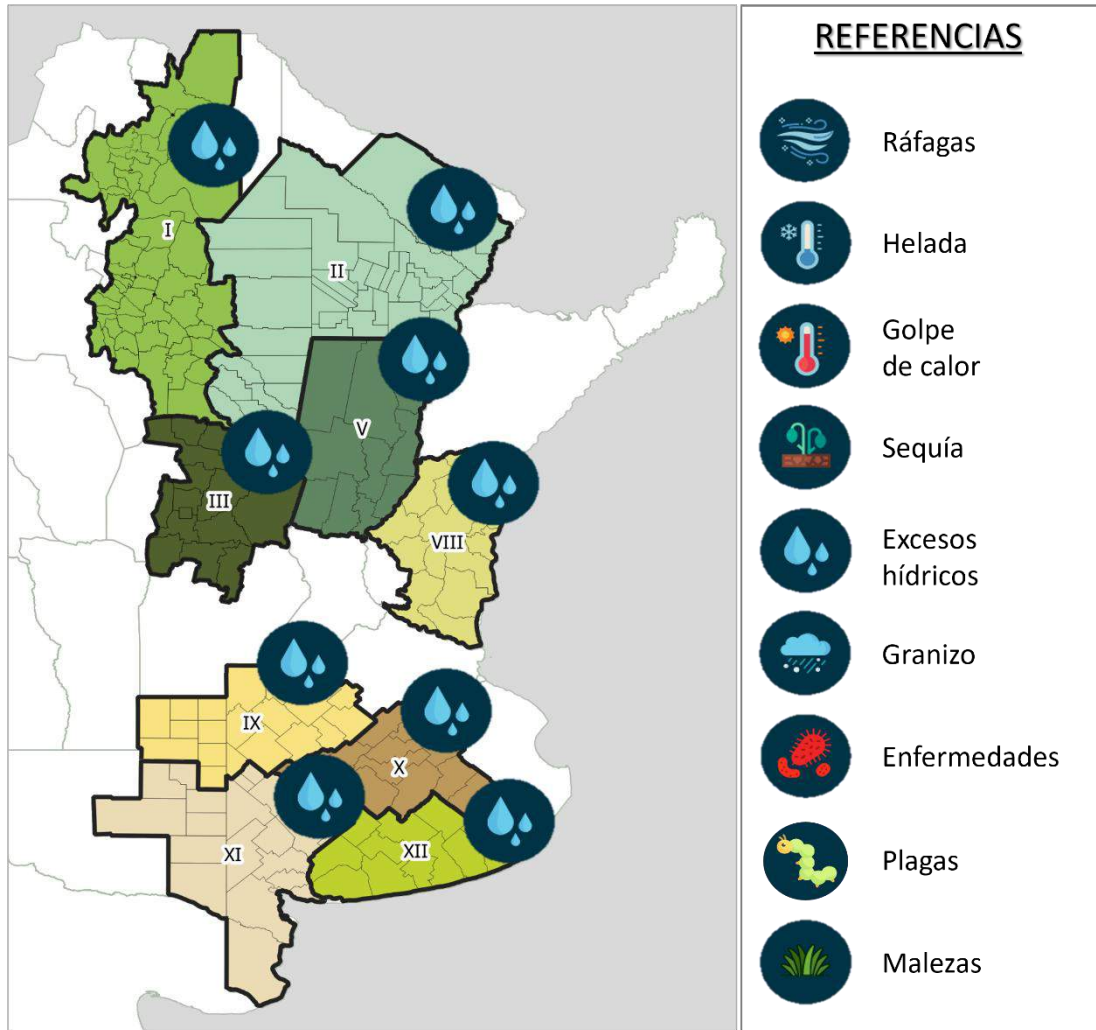 I
II
V
III
VIII
IX
X
XI
XII
REFERENCIAS
Ráfagas
Helada
Golpe
de calor
Sequía
Excesos
hídricos
Granizo
Enfermedades
Plagas
Malezas